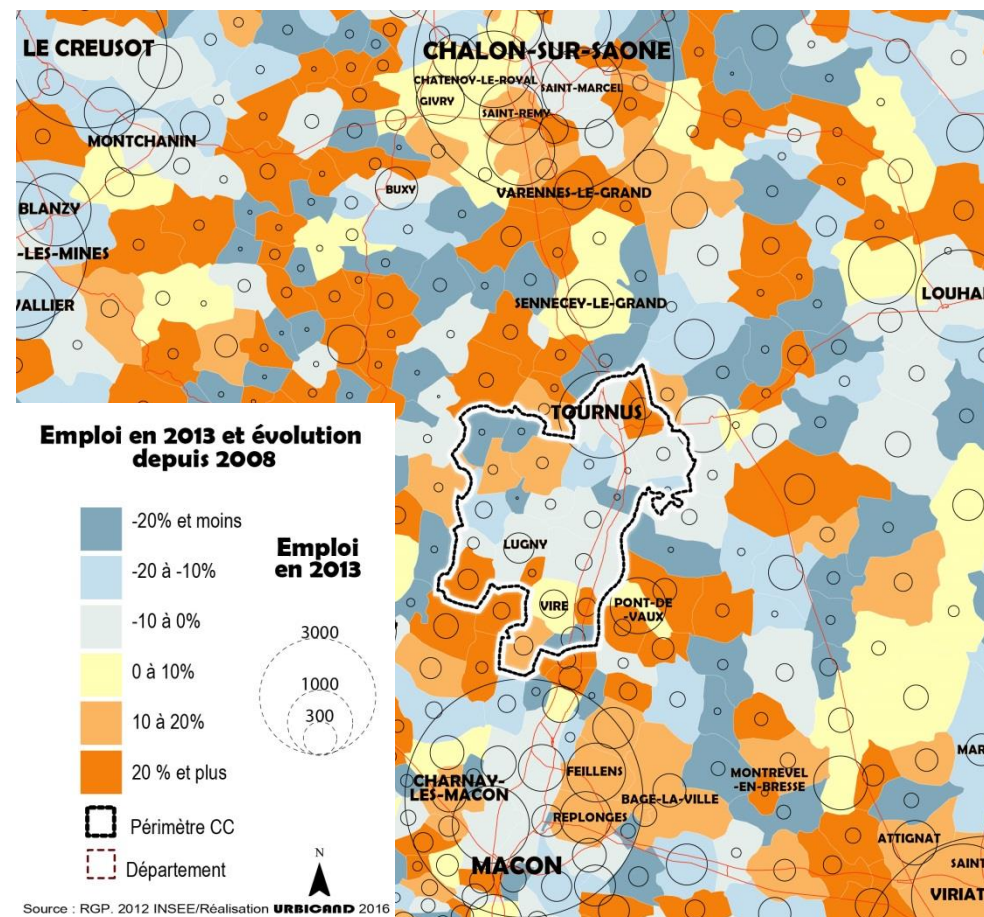 LE CREUSOT
CHALON-SUR-SAONE
CHATENOY-LE-ROYAL
SAINT-MARCEL
GIVRY
SAINT-REMY
MONTCHANIN
BUXY
VARENNES-LE-GRAND
BLANZY
-LES-MINES
VALLIER
SENNECEY-LE-GRAND
LOUHA
TOURNUS
LUGNY
VIRE
PONT-DE
-VAUX
Emploi en 2013 et évolution
depuis 2008
-20% et moins
-20 à -10%
-10 à 0%
0 à 10%
10 à 20%
20 % et plus
Périmètre CC
Département
Emploi
en 2013
3000
1000
300
N
Source : RGP. 2012 INSEE/Réalisation URBICAND 2016
CHARNAY-
LES-MACON
FEILLENS
BAGE-LA-VILLE
REPLONGES
MACON
MONTREVEL
-EN-BRESSE
MAR
ATTIGNAT
SAINT
VIRIAT